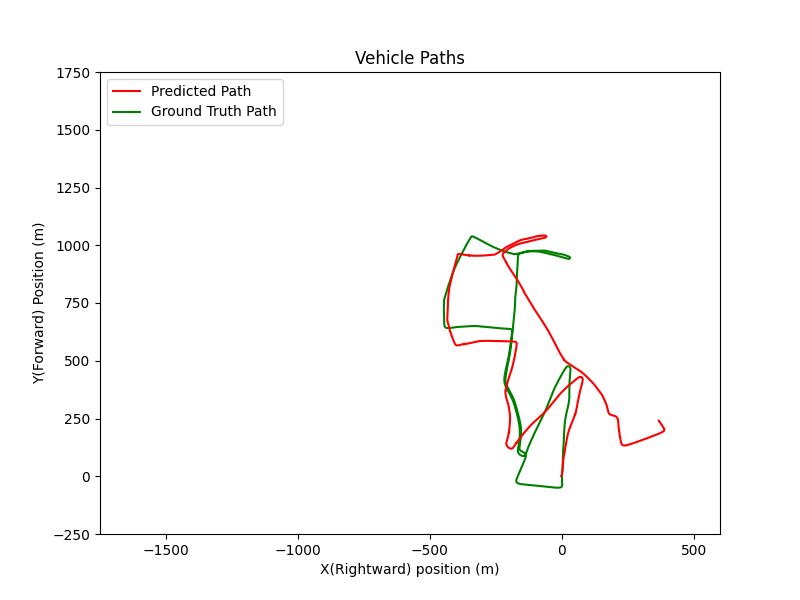 Vehicle Paths
1750
1500
1250
1000
750
500
250
0
−250
Predicted Path
Ground Truth Path
Y(Forward) Position (m)
−1500
−1000
−500
0
500
X(Rightward) position (m)